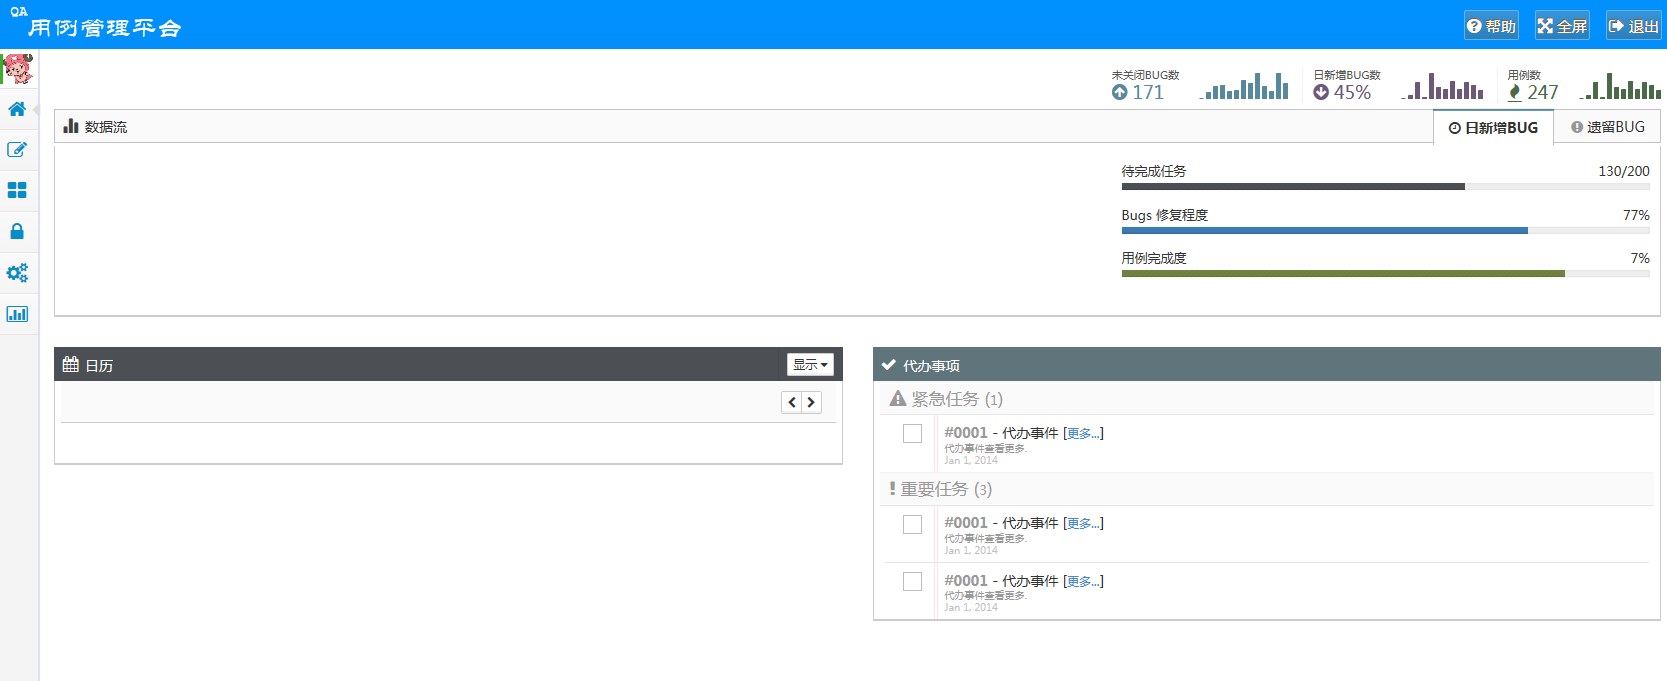 QA
用例管理平台
帮助
全屏
退出
未关闭BUG数
171
日新增BUG数
45%
用例数
247
数据流
日新增BUG
遗留BUG
待完成任务 130/200
Bugs 修复程度 77%
用例完成度 7%
日历
显示
代办事项
紧急任务 (1)
#0001 - 代办事件 [更多...]
代办事件查看更多.
Jan 1, 2014
重要任务 (3)
#0001 - 代办事件 [更多...]
代办事件查看更多.
Jan 1, 2014
#0001 - 代办事件 [更多...]
代办事件查看更多.
Jan 1, 2014